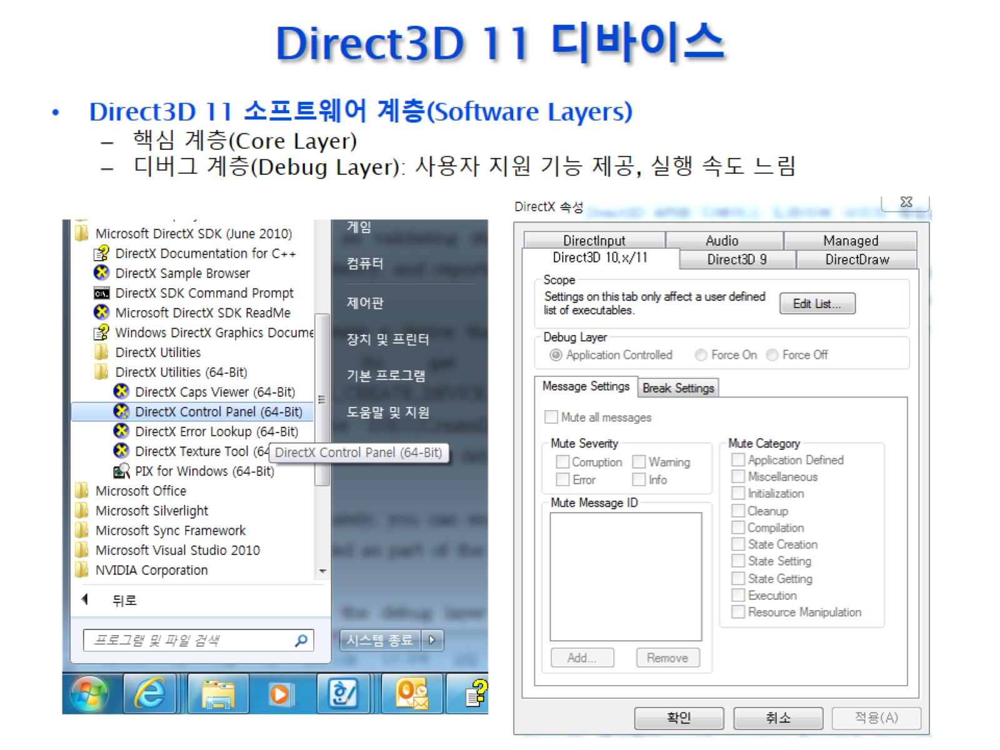 Direct3D 11 디바이스
• Direct3D 11 소프트웨어 계층(Software Layers)
– 핵심 계층(Core Layer)
– 디버그 계층(Debug Layer): 사용자 지원 기능 제공, 실행 속도 느림
Microsoft DirectX SDK (June 2010)
DirectX Documentation for C++
DirectX Sample Browser
DirectX SDK Command Prompt
Microsoft DirectX SDK ReadMe
Windows DirectX Graphics Docume
DirectX Utilities
DirectX Utilities (64-Bit)
DirectX Caps Viewer (64-Bit)
DirectX Control Panel (64-Bit)
DirectX Error Lookup (64-Bit)
DirectX Texture Tool (64
DirectX Control Panel (64-Bit)
PIX for Windows (64-Bit)
Microsoft Office
Microsoft Silverlight
Microsoft Sync Framework
Microsoft Visual Studio 2010
NVIDIA Corporation
뒤로
프로그램 및 파일 검색
게임
컴퓨터
제어판
장치 및 프린터
기본 프로그램
도움말 및 지원
시스템 종료
DirectX 속성
DirectInput Audio Managed
Direct3D 10.x/11 Direct3D 9 DirectDraw
Scope
Settings on this tab only affect a user defined
list of executables.
Edit List...
Debug Layer
Application Controlled Force On Force Off
Message Settings Break Settings
Mute all messages
Mute Severity
Corruption Warning
Error Info
Mute Message ID
Add... Remove
Mute Category
Application Defined
Miscellaneous
Initialization
Cleanup
Compilation
State Creation
State Setting
State Getting
Execution
Resource Manipulation
확인 취소 적용(A)